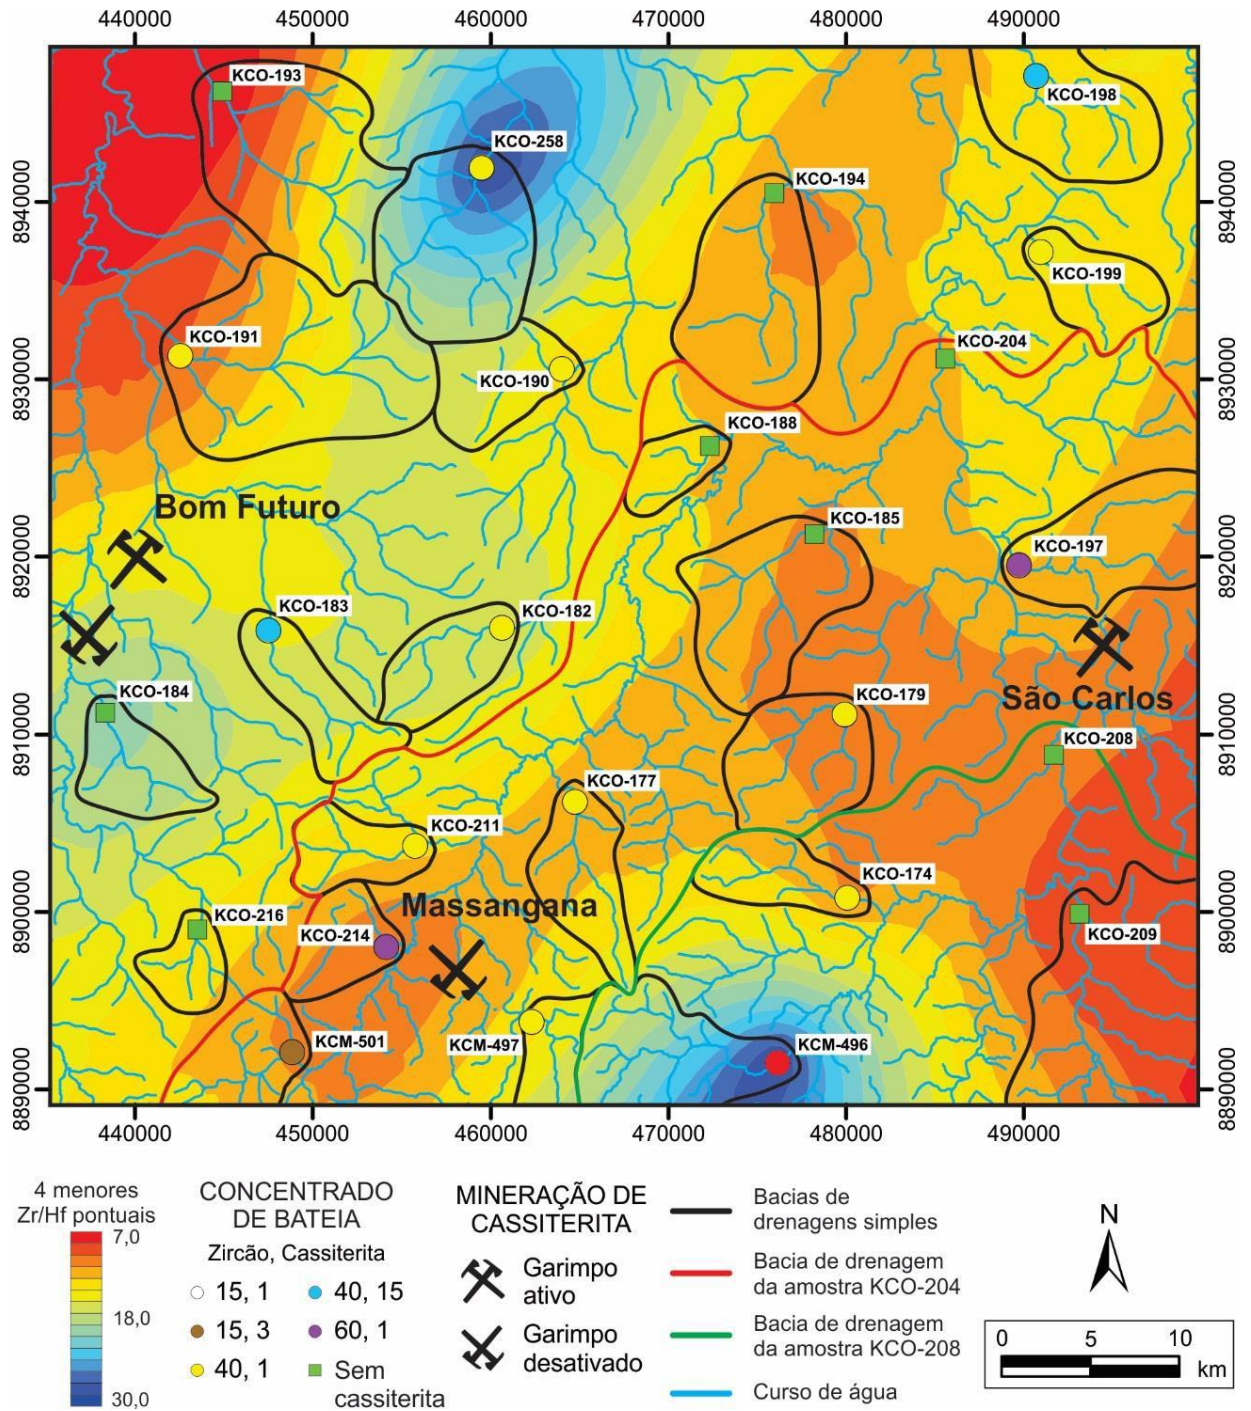 440000 450000 460000 470000 480000 490000
8940000
8930000
8920000
8910000
8900000
8890000
8940000
8930000
8920000
8910000
8900000
8890000
KCO-193
KCO-198
KCO-258
KCO-194
KCO-199
KCO-191
KCO-204
KCO-190
KCO-188
Bom Futuro
KCO-185
KCO-197
KCO-183
KCO-182
KCO-184
KCO-179
São Carlos
KCO-208
KCO-177
KCO-211
KCO-174
Massangana
KCO-216
KCO-214
KCO-209
KCM-501
KCM-497
KCM-496
440000 450000 460000 470000 480000 490000
4 menores
Zr/Hf pontuais
7,0
18,0
30,0
CONCENTRADO
DE BATEIA
Zircão, Cassiterita
15, 1
15, 3
40, 1
40, 15
60, 1
Sem
cassiterita
MINERAÇÃO DE
CASSITERITA
Garimpo
ativo
Garimpo
desativado
Bacias de
drenagens simples
Bacia de drenagem
da amostra KCO-204
Bacia de drenagem
da amostra KCO-208
Curso de água
N
0 5 10
km